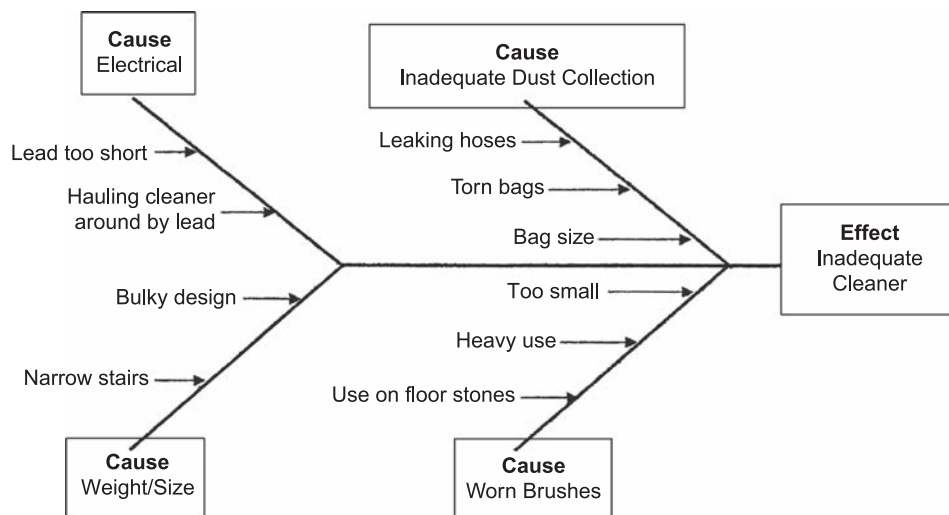 Cause
Electrical
Cause
Inadequate Dust Collection
Lead too short
Leaking hoses
Hauling cleaner
around by lead
Torn bags
Bag size
Effect
Inadequate
Cleaner
Bulky design
Too small
Narrow stairs
Heavy use
Use on floor stones
Cause
Weight/Size
Cause
Worn Brushes